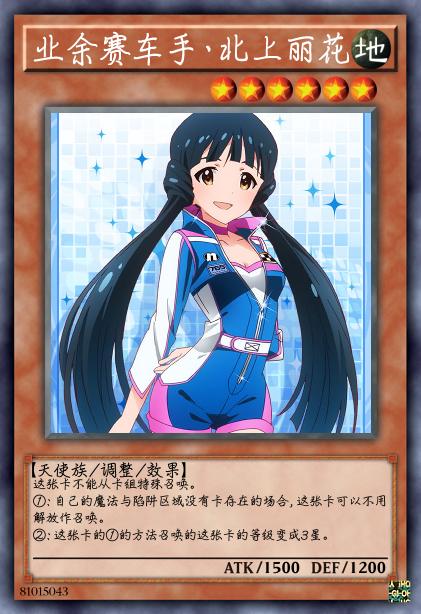 业余赛车手·北上丽花
地
【天使族/调整/效果】
这张卡不能从卡组特殊召唤。
①：自己的魔法与陷阱区域没有卡存在的场合，这张卡可以不用
解放作召唤。
②：这张卡的①的方法召唤的这张卡的等级变成3星。
ATK/1500 DEF/1200
81015043